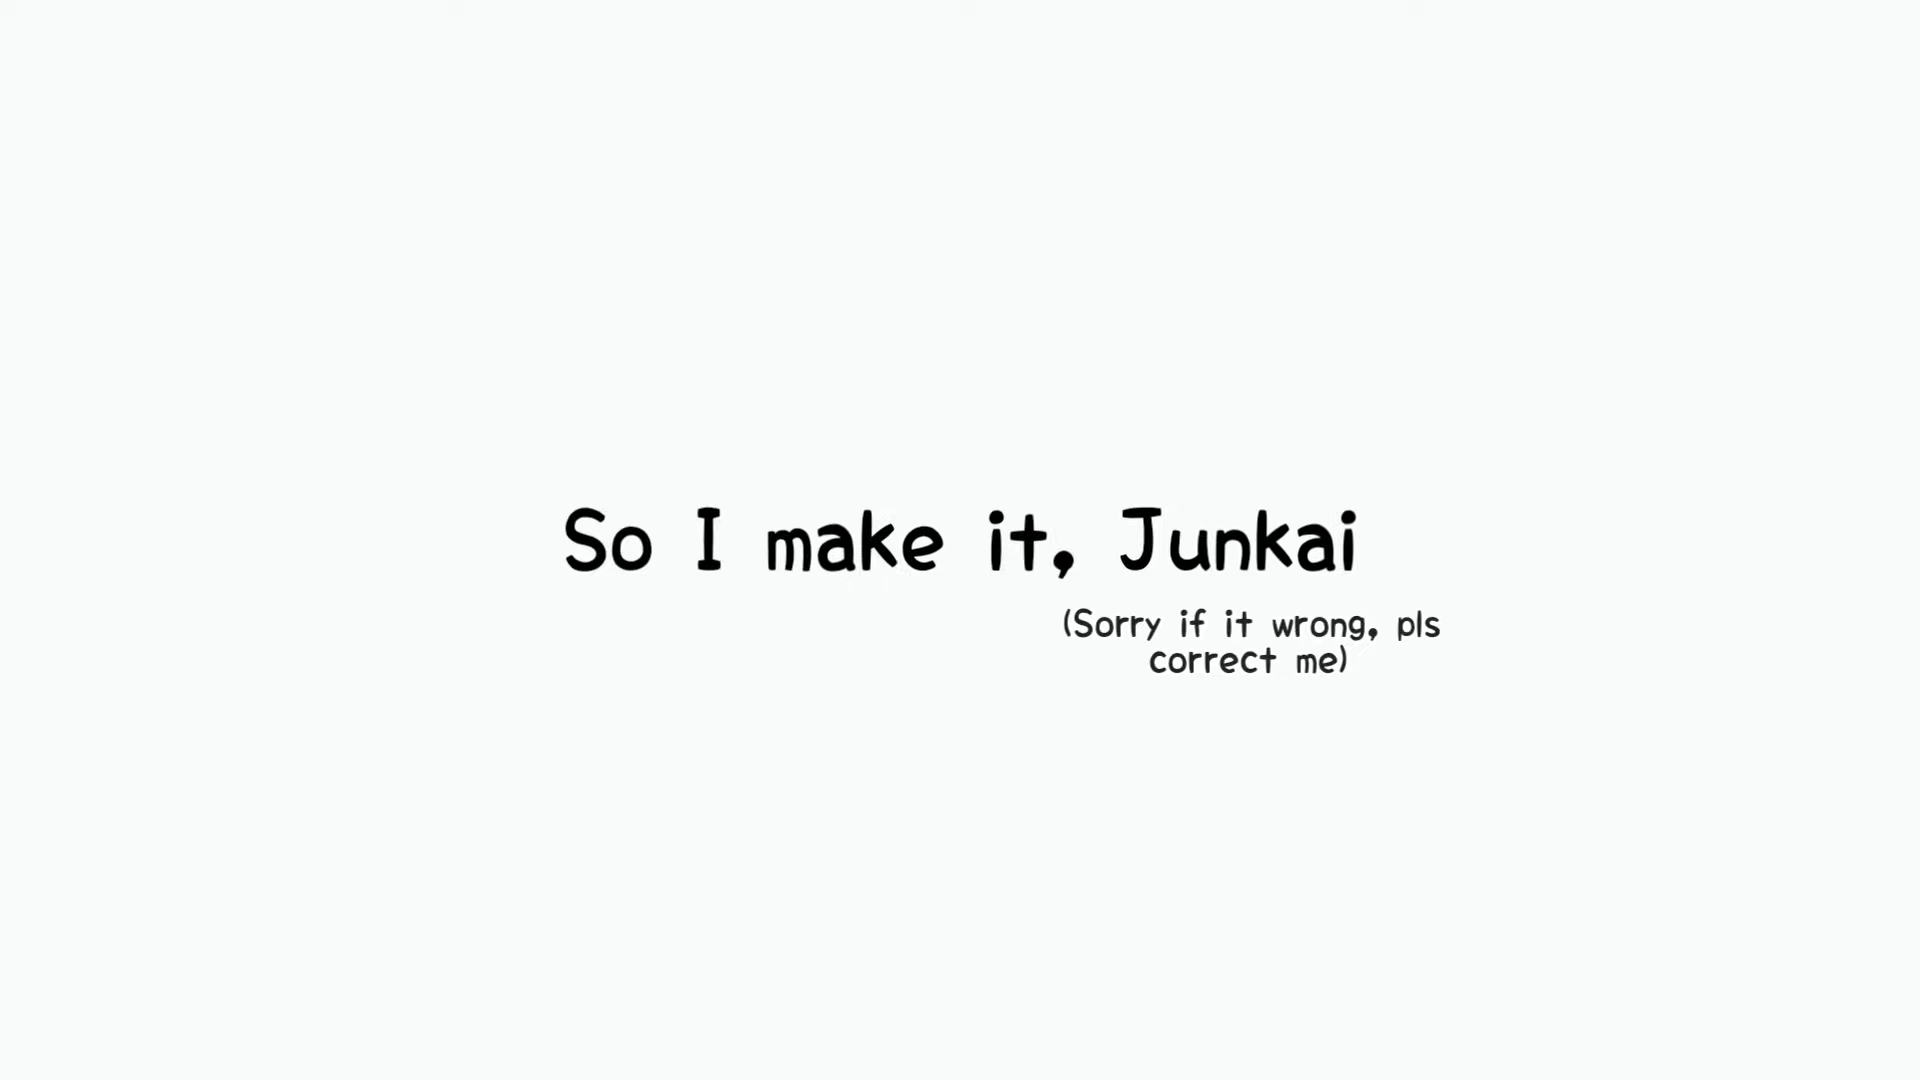 So I make it, Junkai
(Sorry if it wrong, pls
correct me)